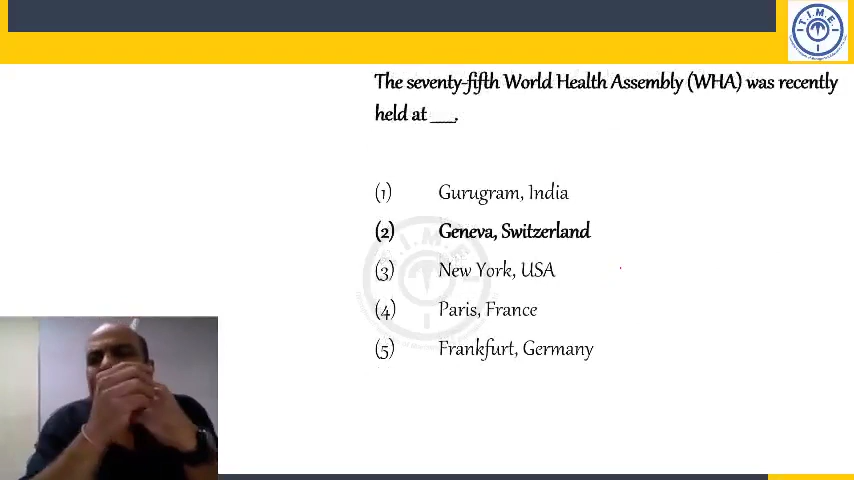 T.I.M.E.
The seventy-fifth World Health Assembly (WHA) was recently
held at ___.
(1) Gurugram, India
(2) Geneva, Switzerland
(3) New York, USA
(4) Paris, France
(5) Frankfurt, Germany
T.I.M.E.